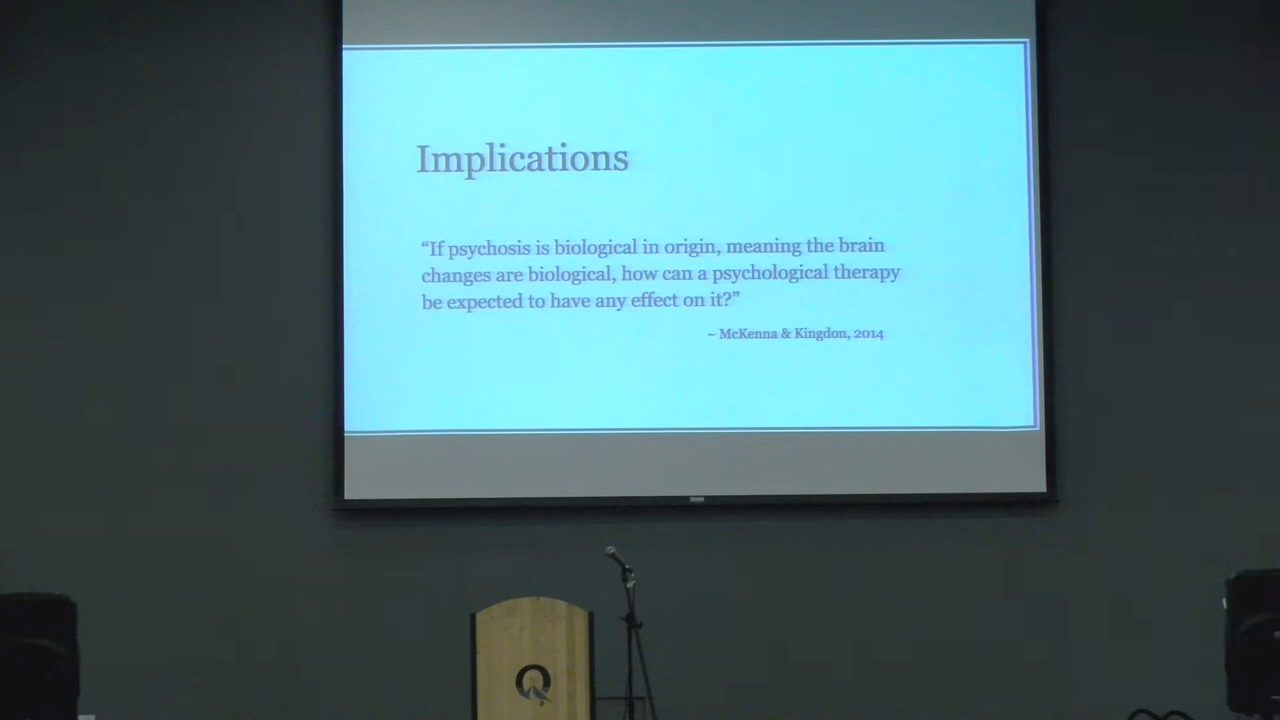 Implications
“If psychosis is biological in origin, meaning the brain
changes are biological, how can a psychological therapy
be expected to have any effect on it?”
– McKenna & Kingdon, 2014
Q